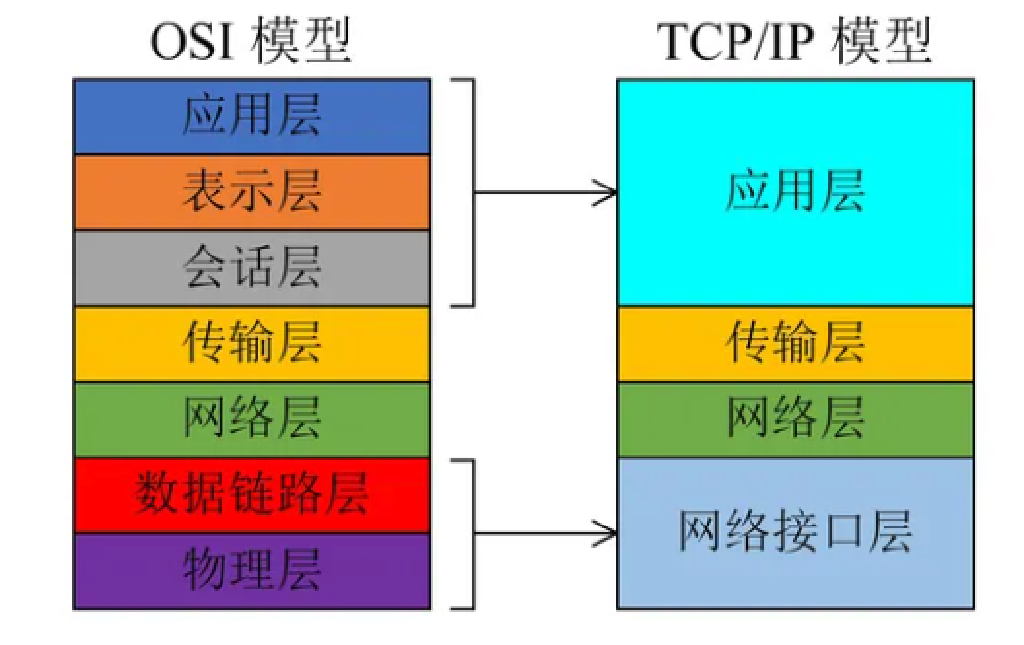 OSI 模型
应用层
表示层
会话层
传输层
网络层
数据链路层
物理层
TCP/IP 模型
应用层
传输层
网络层
网络接口层